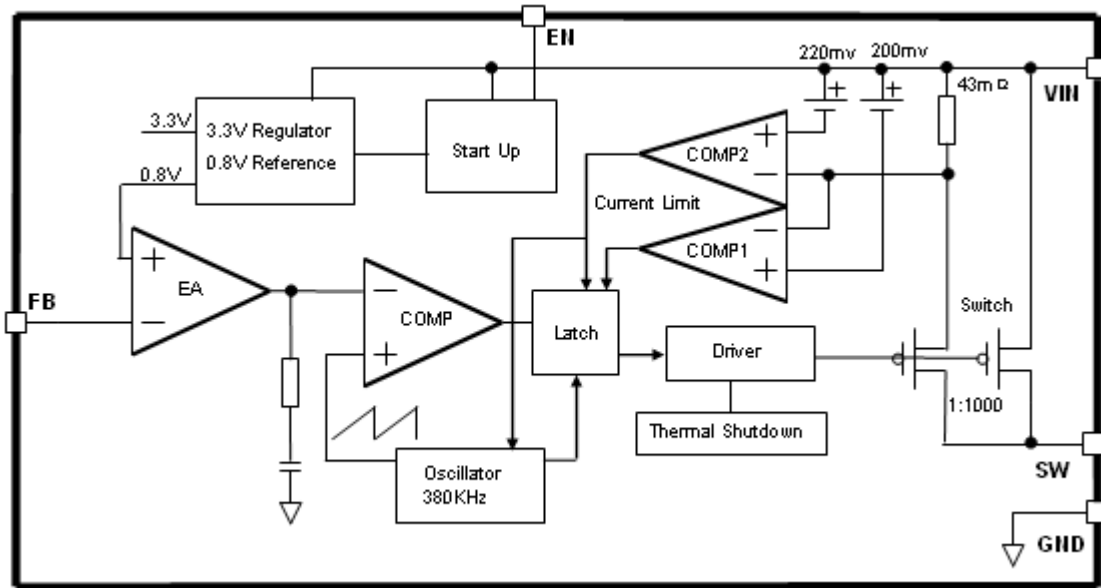 EN
220mv
200mv
43mΩ
VIN
3.3V
3.3V Regulator
0.8V Reference
Start Up
0.8V
+
+
+
COMP2
−
Current Limit
−
COMP1
+
+
EA
−
FB
−
COMP
+
Latch
Driver
Switch
1:1000
Thermal Shutdown
Oscillator
380KHz
SW
GND